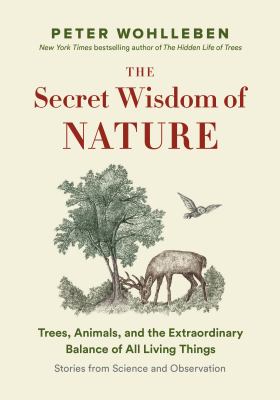 PETER WOHLLEBEN
New York Times bestselling author of The Hidden Life of Trees
THE
Secret Wisdom of
NATURE
Trees, Animals, and the Extraordinary
Balance of All Living Things
Stories from Science and Observation